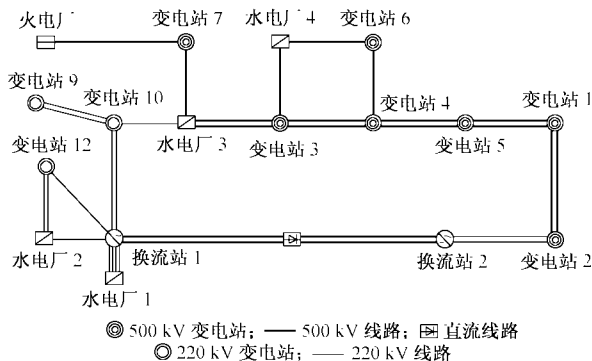 火电厂
变电站 7
水电厂 4
变电站 6
变电站 9
变电站 10
变电站 4
变电站 1
变电站 12
水电厂 3
变电站 3
变电站 5
水电厂 2
换流站 1
换流站 2
变电站 2
水电厂 1
500 kV 变电站; 500 kV 线路; 直流线路
220 kV 变电站; 220 kV 线路